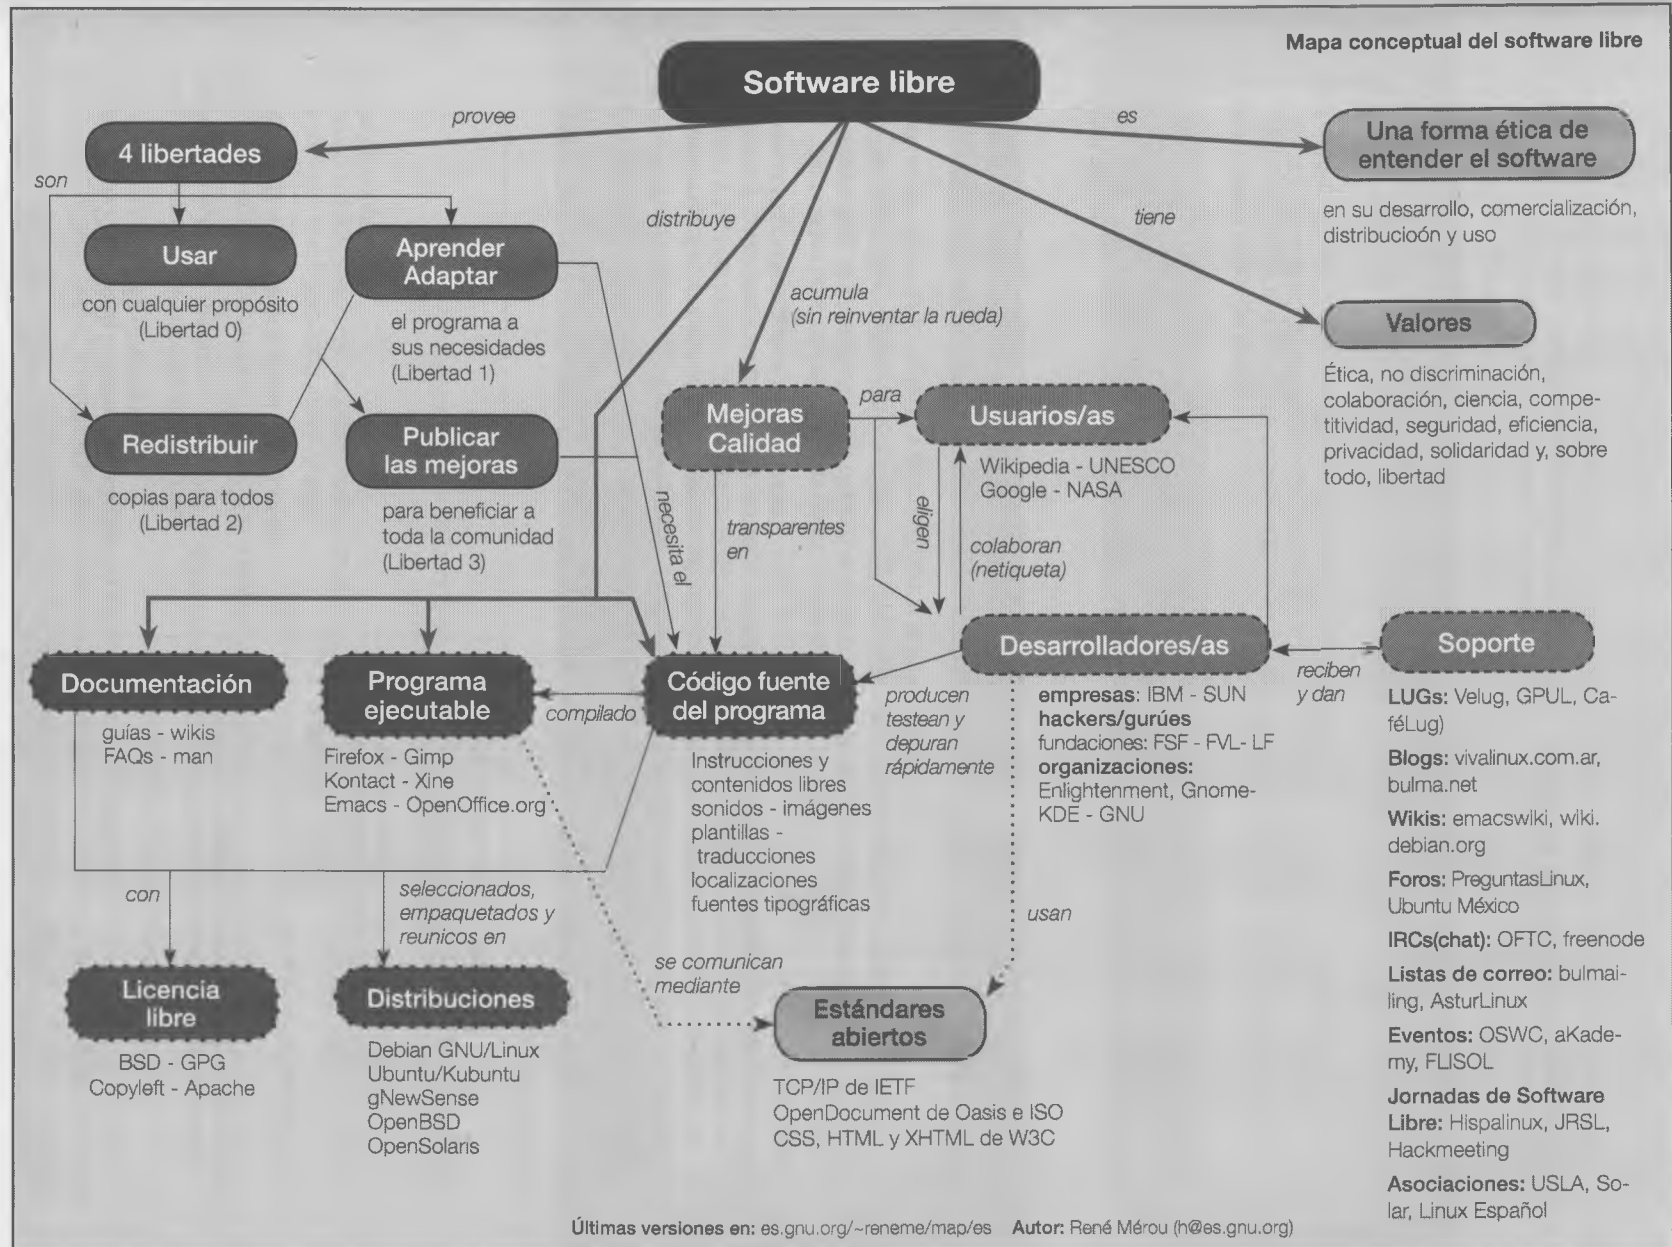 Mapa conceptual del software libre
Software libre
provee
es
4 libertades
Una forma ética de
entender el software
son
distribuye
tiene
en su desarrollo, comercialización,
distribucioón y uso
Usar
Aprender
Adaptar
con cualquier propósito
(Libertad 0)
el programa a
sus necesidades
(Libertad 1)
acumula
(sin reinventar la rueda)
Valores
Ética, no discriminación,
colaboración, ciencia, compe-
titividad, seguridad, eficiencia,
privacidad, solidaridad y, sobre
todo, libertad
Redistribuir
Publicar
las mejoras
Mejoras
Calidad
para
Usuarios/as
Wikipedia - UNESCO
Google - NASA
copias para todos
(Libertad 2)
para beneficiar a
toda la comunidad
(Libertad 3)
necesita el
transparentes
en
eligen
colaboran
(netiqueta)
Documentación
Programa
ejecutable
Código fuente
del programa
Desarrolladores/as
Soporte
guías - wikis
FAQs - man
compilado
producen
testean y
depuran
rápidamente
reciben
y dan
Firefox - Gimp
Kontact - Xine
Emacs - OpenOffice.org
Instrucciones y
contenidos libres
sonidos - imágenes
plantillas -
traducciones
localizaciones
fuentes tipográficas
empresas: IBM - SUN
hackers/gurúes
fundaciones: FSF - FVL- LF
organizaciones:
Enlightenment, Gnome-
KDE - GNU
LUGs: Velug, GPUL, Ca-
féLug)
Blogs: vivalinux.com.ar,
bulma.net
Wikis: emacswiki, wiki.
debian.org
Foros: PreguntasLinux,
Ubuntu México
IRCs(chat): OFTC, freenode
Listas de correo: bulmai-
ling, AsturLinux
Eventos: OSWC, aKade-
my, FLISOL
Jornadas de Software
Libre: Hispalinux, JRSL,
Hackmeeting
Asociaciones: USLA, So-
lar, Linux Español
con
seleccionados,
empaquetados y
reunicos en
usan
se comunican
mediante
Licencia
libre
Distribuciones
Estándares
abiertos
BSD - GPG
Copyleft - Apache
Debian GNU/Linux
Ubuntu/Kubuntu
gNewSense
OpenBSD
OpenSolaris
TCP/IP de IETF
OpenDocument de Oasis e ISO
CSS, HTML y XHTML de W3C
Últimas versiones en: es.gnu.org/~reneme/map/es Autor: René Mérou (h@es.gnu.org)